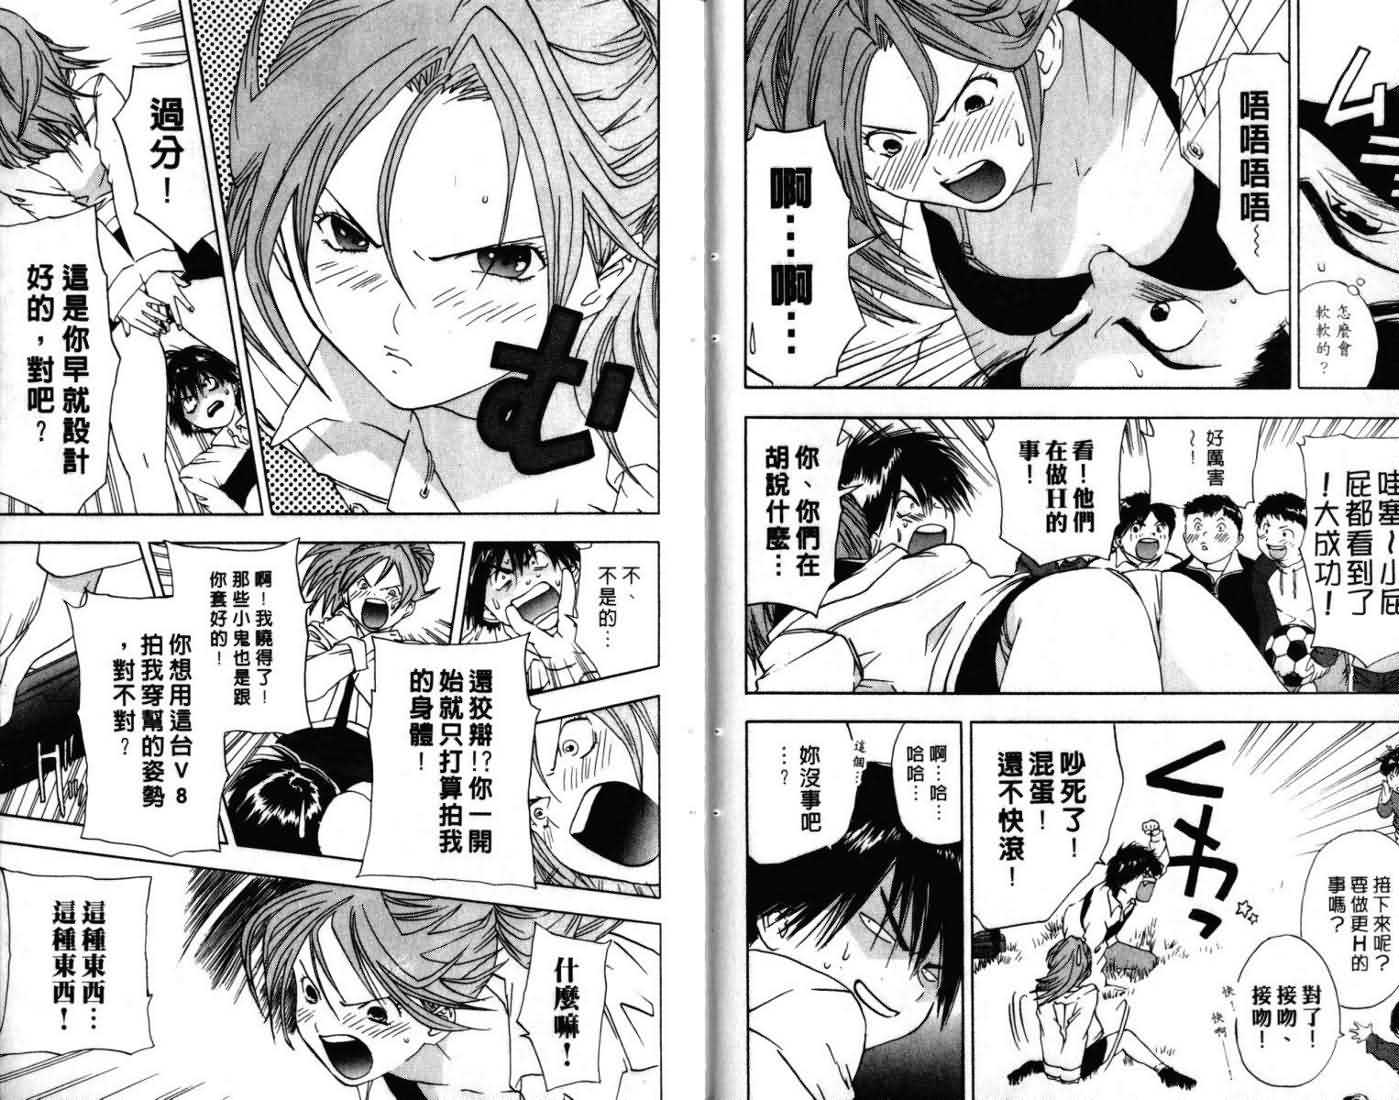 怎麼會
軟軟的？
唔唔唔唔～
啊…啊…
哇塞～小屁
屁都看到了
！大成功！
好厲害
～！
看！他們
在做H的
事！
你、你們在
胡說什麼…
接下來呢？
要做更H的
事嗎？
對了！
接吻、
接吻！
快…
快啊
吵死了！
混蛋！
還不快滾！
啊…哈…
哈哈…
這個…
妳沒事吧
…？
過分！
這是你早就設計
好的，對吧？
む
不、
不是的…
還狡辯！？你一開
始就只打算拍我
的身體！
啊！我曉得了！
那些小鬼也是跟
你套好的！
你想用這台V8
拍我穿幫的姿勢
，對不對？
什麼嘛！
這種東西…
這種東西！